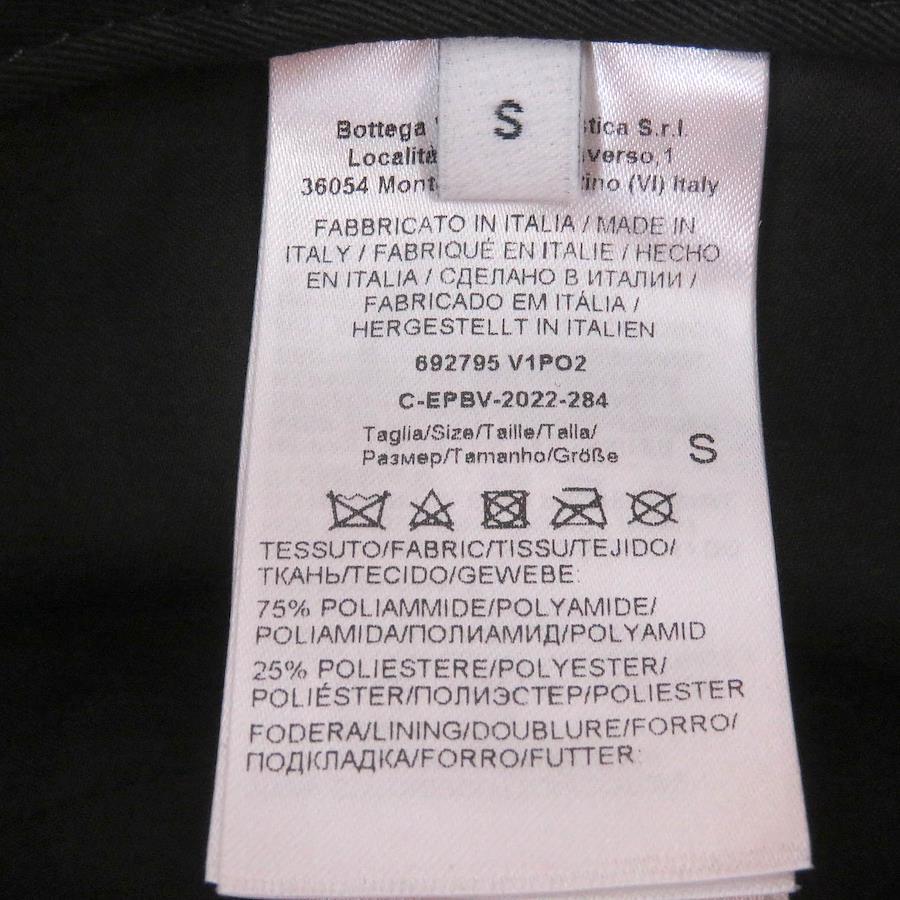 S
Bottega stica S.r.l.
Località verso,1
36054 Mont ino (VI) Italy
FABBRICATO IN ITALIA / MADE IN
ITALY / FABRIQUÉ EN ITALIE / HECHO
EN ITALIA / СДЕЛАНО В ИТАЛИИ /
FABRICADO EM ITÁLIA /
HERGESTELLT IN ITALIEN
692795 V1PO2
C-EPBV-2022-284
Taglia/Size/Taille/Talla/
Размер/Tamanho/Größe S
TESSUTO/FABRIC/TISSU/TEJIDO/
ТКАНЬ/TECIDO/GEWEBE:
75% POLIAMMIDE/POLYAMIDE/
POLIAMIDA/ПОЛИАМИД/POLYAMID
25% POLIESTERE/POLYESTER/
POLIÉSTER/ПОЛИЭСТЕР/POLIESTER
FODERA/LINING/DOUBLURE/FORRO/
ПОДКЛАДКА/FORRO/FUTTER: